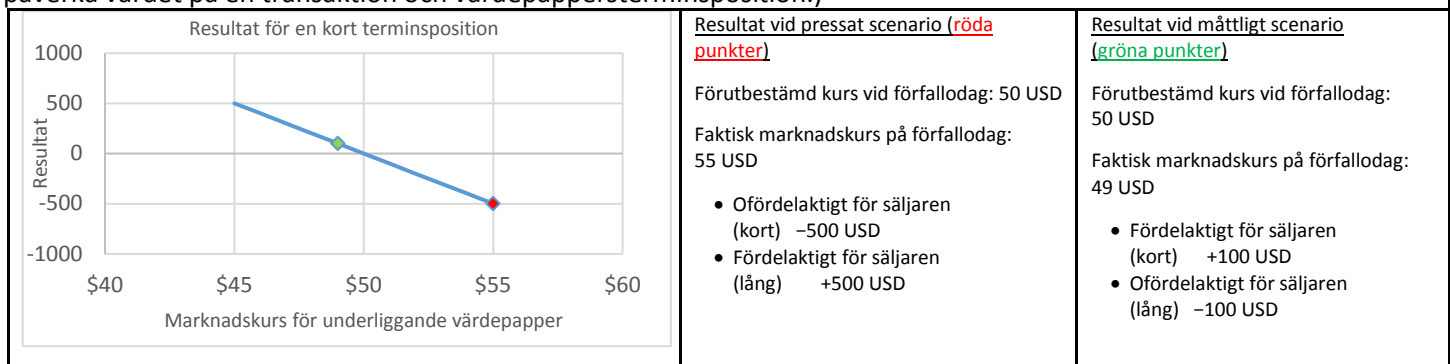 påverka värdet på en transaktion och värdepappersterminsposition.)
Resultat för en kort terminsposition
1000
500
0
-500
-1000
Resultat
$40 $45 $50 $55 $60
Marknadskurs för underliggande värdepapper
Resultat vid pressat scenario (röda
punkter)
Förutbestämd kurs vid förfallodag: 50 USD
Faktisk marknadskurs på förfallodag:
55 USD
• Ofördelaktigt för säljaren
(kort) −500 USD
• Fördelaktigt för säljaren
(lång) +500 USD
Resultat vid måttligt scenario
(gröna punkter)
Förutbestämd kurs vid förfallodag:
50 USD
Faktisk marknadskurs på förfallodag:
49 USD
• Fördelaktigt för säljaren
(kort) +100 USD
• Ofördelaktigt för säljaren
(lång) −100 USD